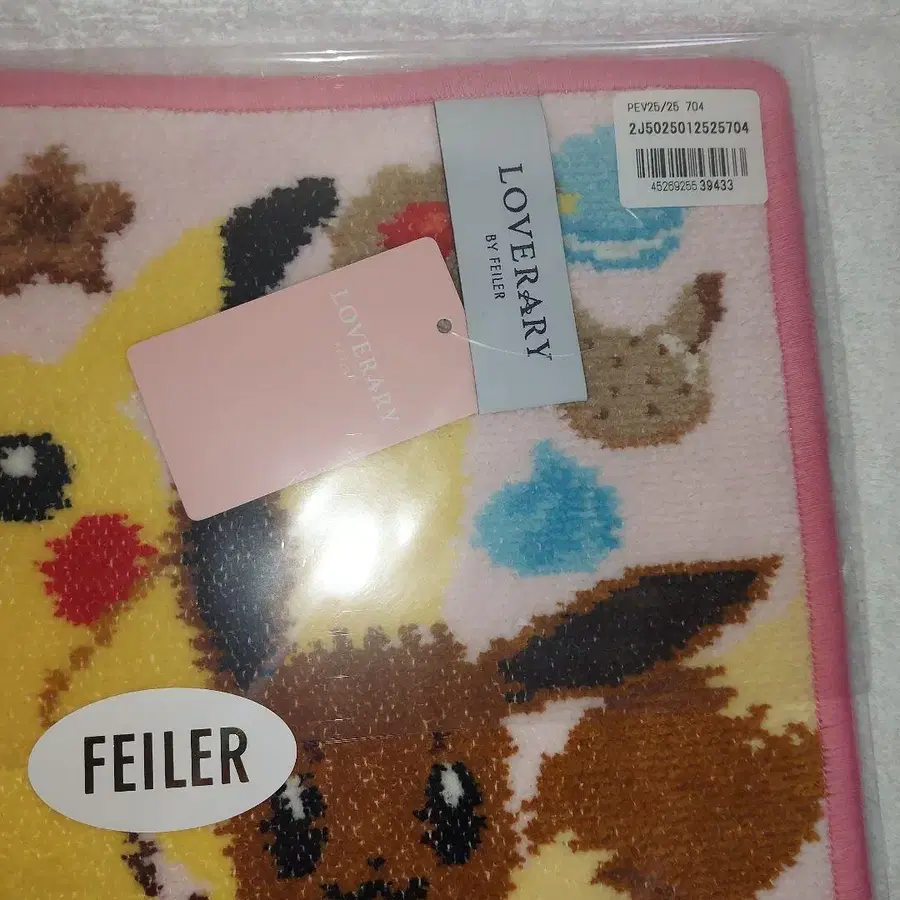 PEV25/25 704
2J5025012525704
45269255 39433
LOVERARY
BY FEILER
LOVERARY
FEILER